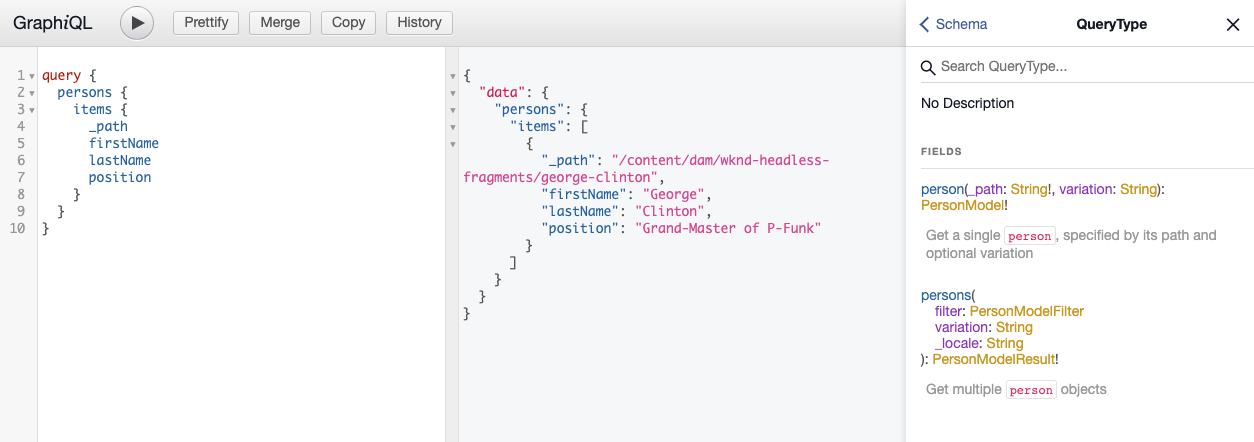 GraphiQL
Prettify
Merge
Copy
History
1 query {
2 persons {
3 items {
4 _path
5 firstName
6 lastName
7 position
8 }
9 }
10 }
{
"data": {
"persons": {
"items": [
{
"_path": "/content/dam/wknd-headless-
fragments/george-clinton",
"firstName": "George",
"lastName": "Clinton",
"position": "Grand-Master of P-Funk"
}
]
}
}
}
Schema
QueryType
Search QueryType...
No Description
FIELDS
person(_path: String!, variation: String):
PersonModel!
Get a single person, specified by its path and
optional variation
persons(
filter: PersonModelFilter
variation: String
_locale: String
): PersonModelResult!
Get multiple person objects